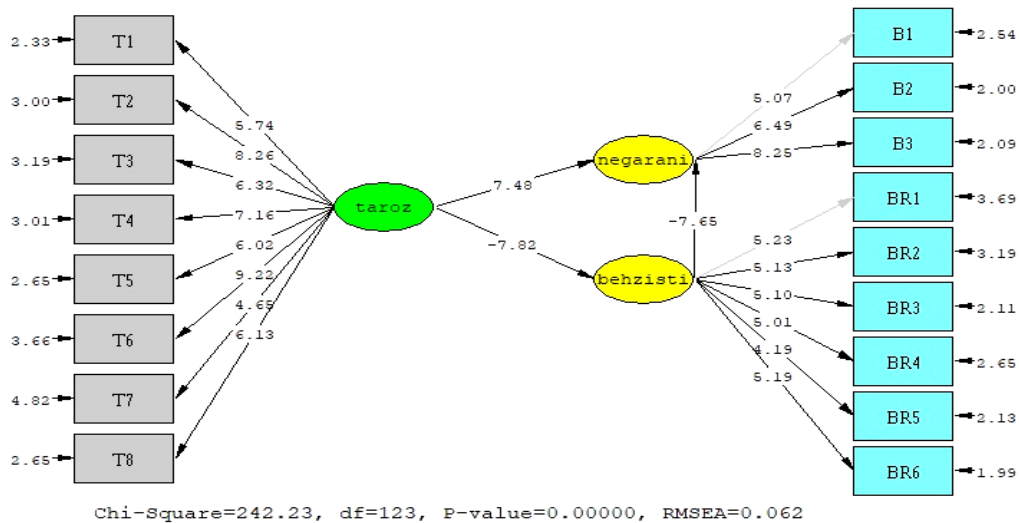 2.33 T1
3.00 T2
3.19 T3
3.01 T4
2.65 T5
3.66 T6
4.82 T7
2.65 T8
5.74
8.26
6.32
7.16
6.02
9.22
4.65
6.13
taroz
7.48
-7.82
negarani
-7.65
behzisti
5.07
6.49
8.25
5.23
5.13
5.10
5.01
4.19
5.19
B1 2.54
B2 2.00
B3 2.09
BR1 3.69
BR2 3.19
BR3 2.11
BR4 2.65
BR5 2.13
BR6 1.99
Chi-Square=242.23, df=123, P-value=0.00000, RMSEA=0.062